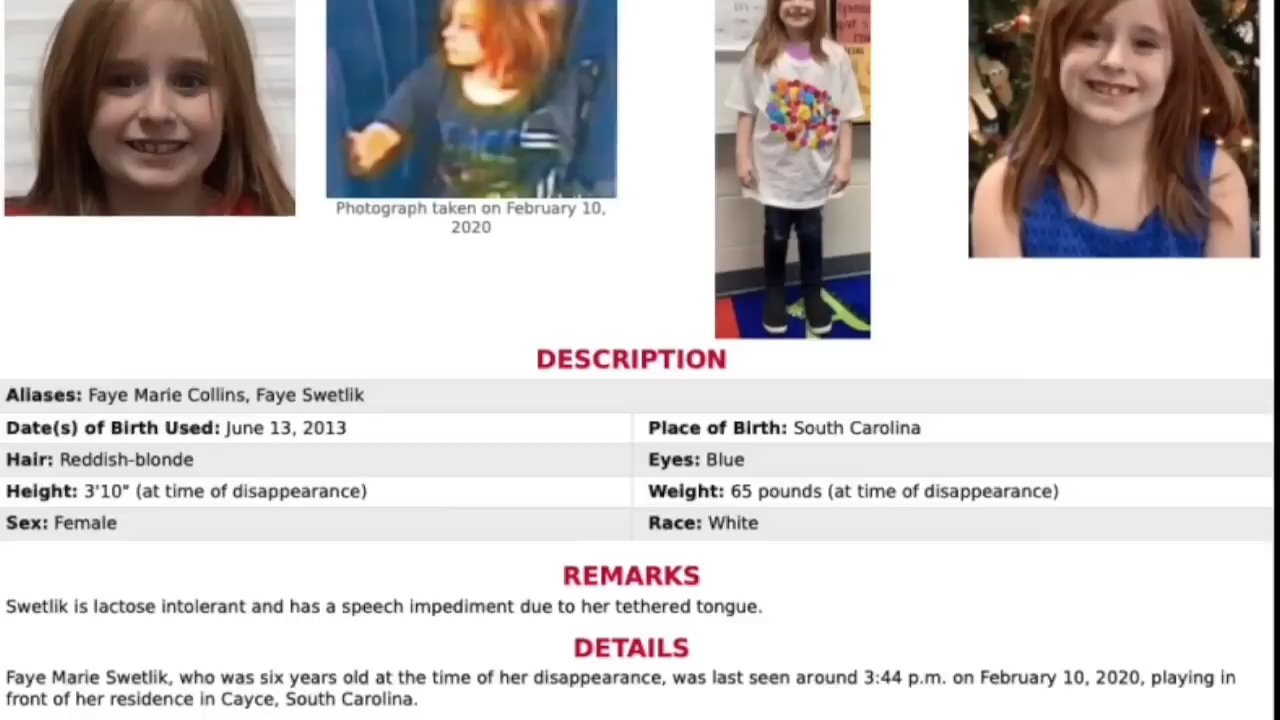 Photograph taken on February 10,
2020
DESCRIPTION
Aliases: Faye Marie Collins, Faye Swetlik
Date(s) of Birth Used: June 13, 2013
Place of Birth: South Carolina
Hair: Reddish-blonde
Eyes: Blue
Height: 3'10" (at time of disappearance)
Weight: 65 pounds (at time of disappearance)
Sex: Female
Race: White
REMARKS
Swetlik is lactose intolerant and has a speech impediment due to her tethered tongue.
DETAILS
Faye Marie Swetlik, who was six years old at the time of her disappearance, was last seen around 3:44 p.m. on February 10, 2020, playing in
front of her residence in Cayce, South Carolina.